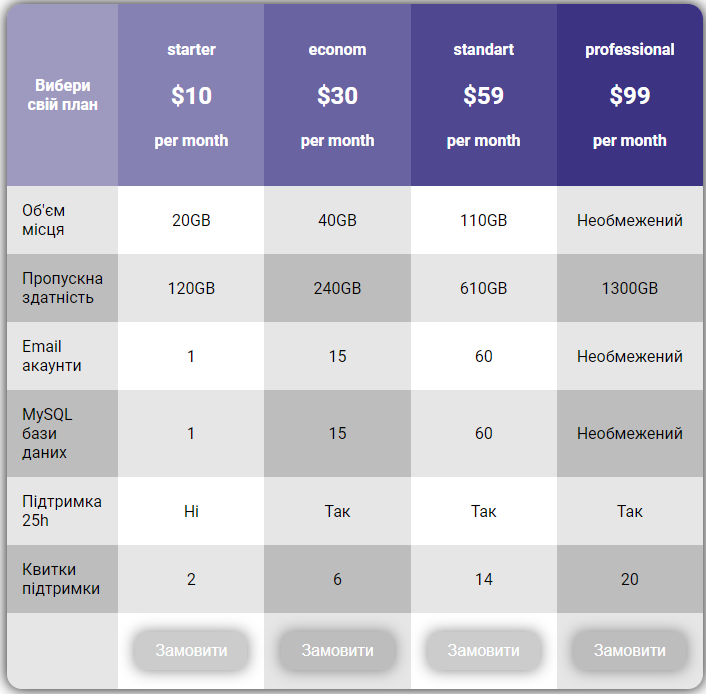 starter econom standart professional
Вибери
свій план
$10 $30 $59 $99
per month per month per month per month
Об'єм
місця
20GB 40GB 110GB Необмежений
Пропускна
здатність
120GB 240GB 610GB 1300GB
Email
акаунти
1 15 60 Необмежений
MySQL
бази
даних
1 15 60 Необмежений
Підтримка
25h
Ні Так Так Так
Квитки
підтримки
2 6 14 20
Замовити Замовити Замовити Замовити